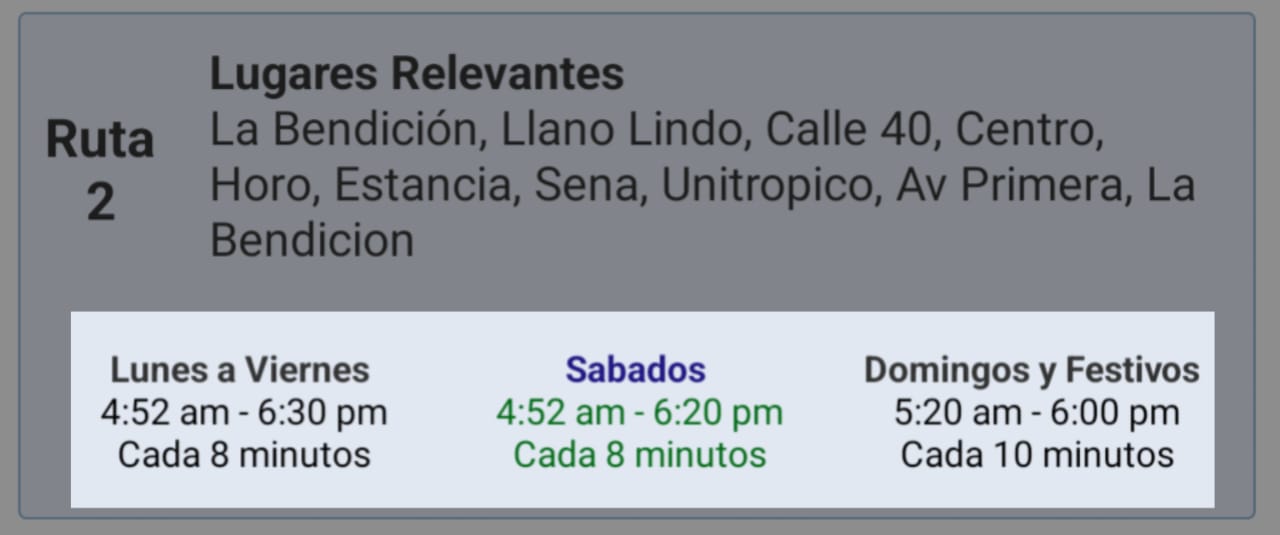 Ruta
2
Lugares Relevantes
La Bendición, Llano Lindo, Calle 40, Centro,
Horo, Estancia, Sena, Unitropico, Av Primera, La
Bendicion
Lunes a Viernes
4:52 am - 6:30 pm
Cada 8 minutos
Sabados
4:52 am - 6:20 pm
Cada 8 minutos
Domingos y Festivos
5:20 am - 6:00 pm
Cada 10 minutos